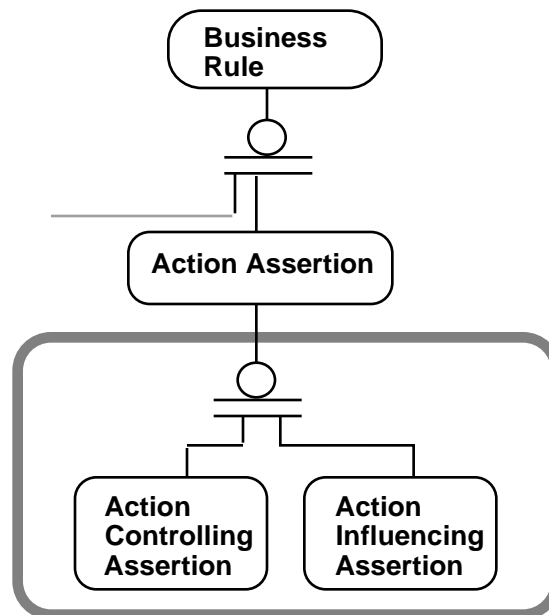 Business
Rule
Action Assertion
Action
Controlling
Assertion
Action
Influencing
Assertion